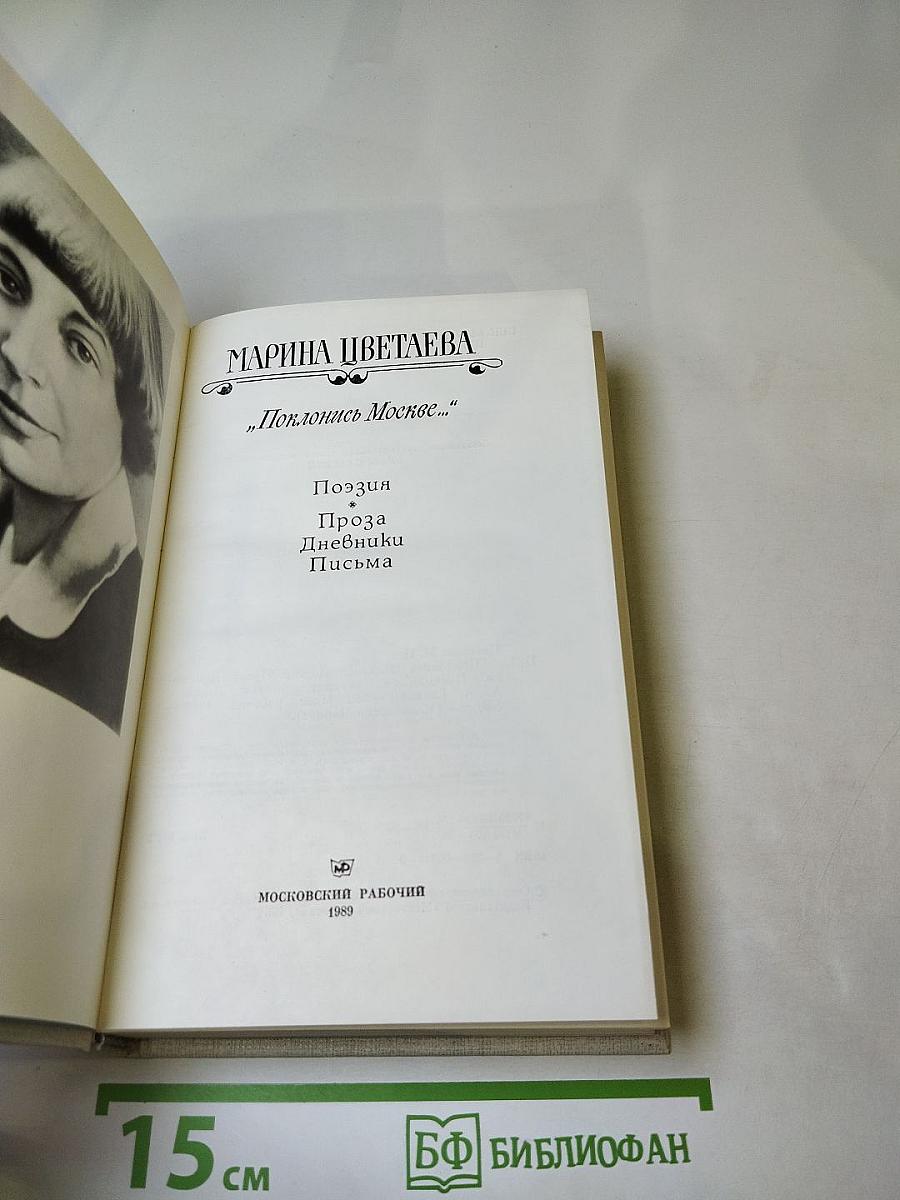 МАРИНА ЦВЕТАЕВА
„Поклонись Москве..."
Поэзия
Проза
Дневники
Письма
МР
МОСКОВСКИЙ РАБОЧИЙ
1989
15 см
БФ БИБЛИОФАН